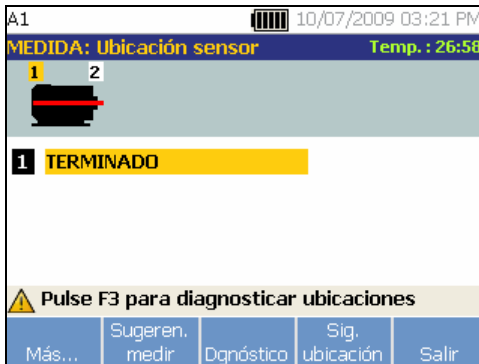 A1 10/07/2009 03:21 PM
MEDIDA: Ubicación sensor Temp. : 26:58
1 2
1 TERMINADO
Pulse F3 para diagnosticar ubicaciones
Más... Sugeren. medir Dgnóstico Sig. ubicación Salir